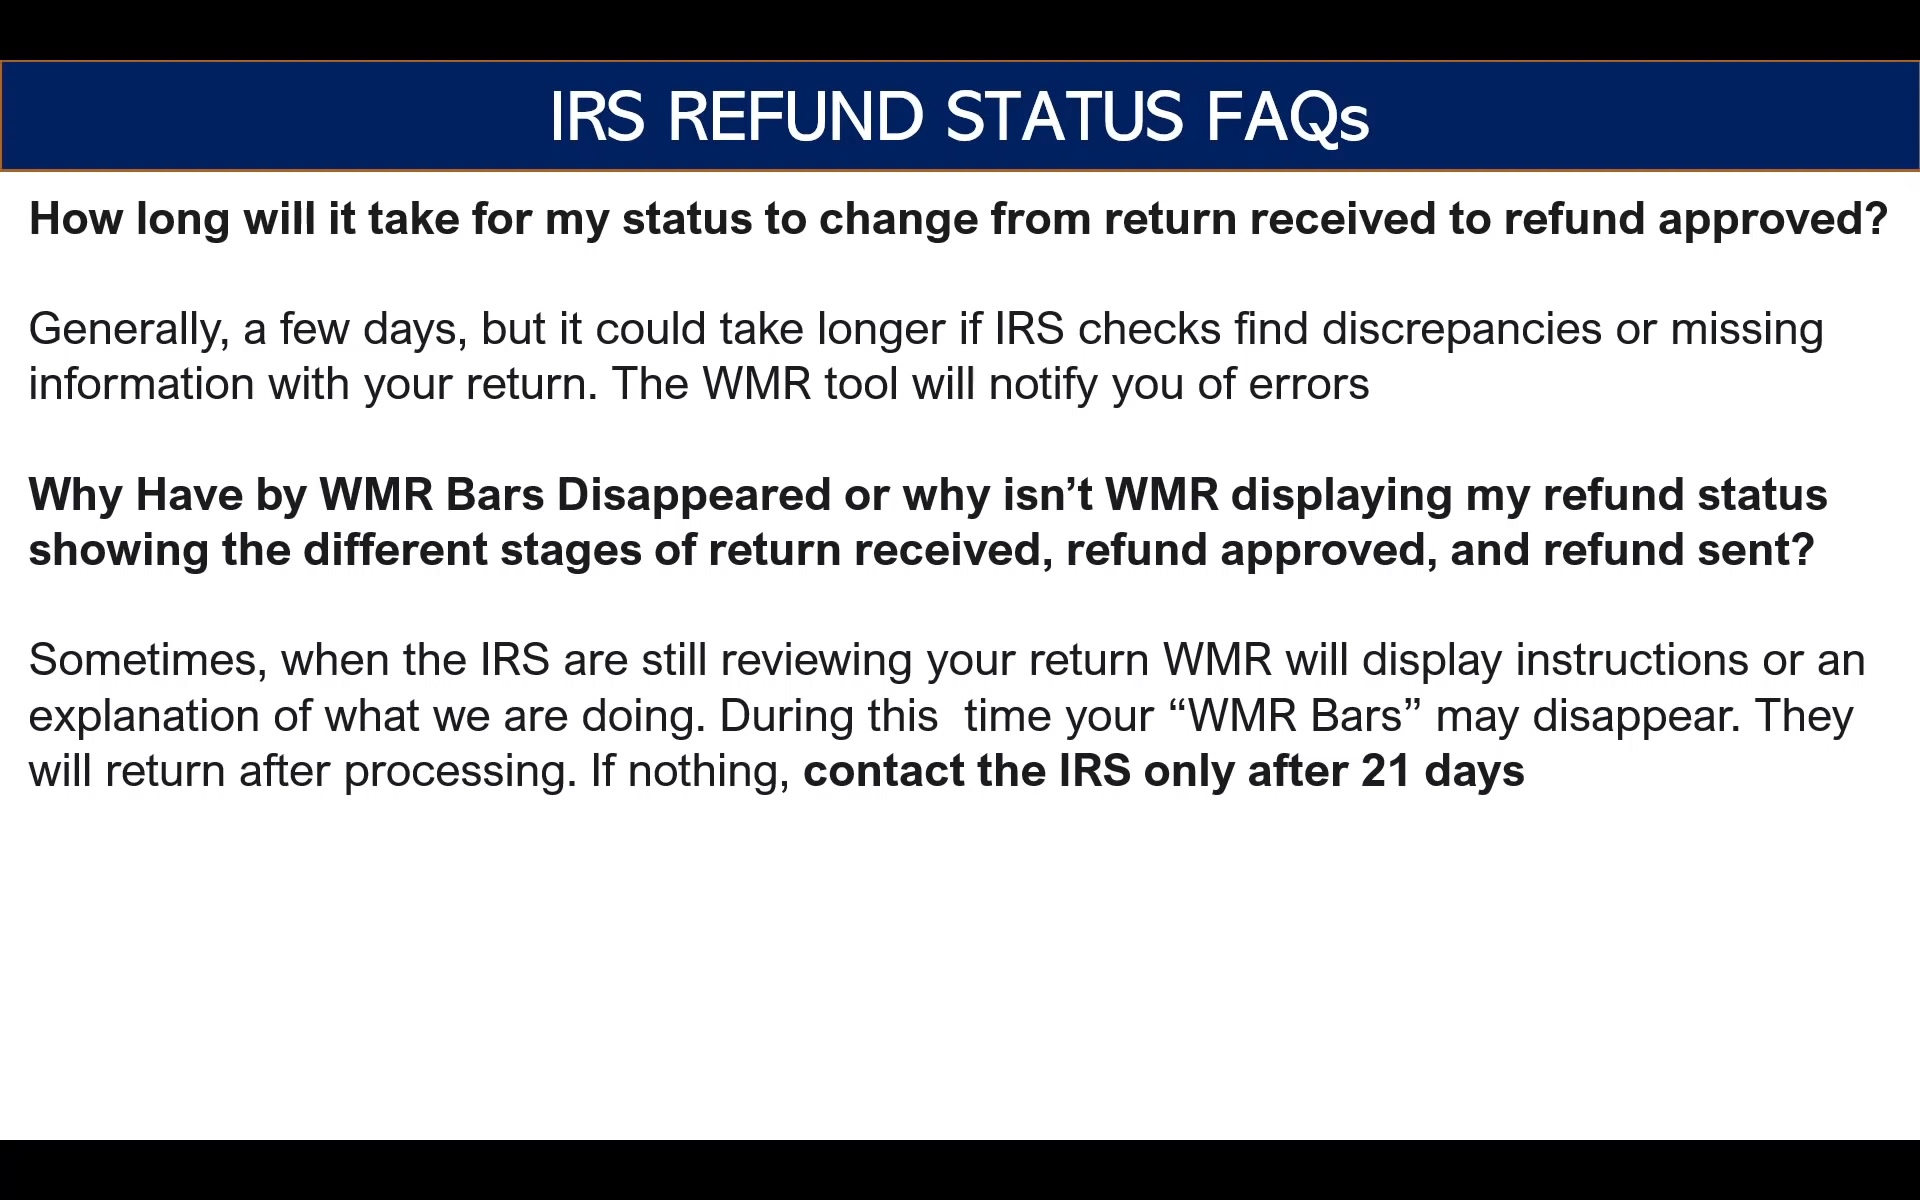 IRS REFUND STATUS FAQs
How long will it take for my status to change from return received to refund approved?
Generally, a few days, but it could take longer if IRS checks find discrepancies or missing
information with your return. The WMR tool will notify you of errors
Why Have by WMR Bars Disappeared or why isn’t WMR displaying my refund status
showing the different stages of return received, refund approved, and refund sent?
Sometimes, when the IRS are still reviewing your return WMR will display instructions or an
explanation of what we are doing. During this  time your “WMR Bars” may disappear. They
will return after processing. If nothing, contact the IRS only after 21 days